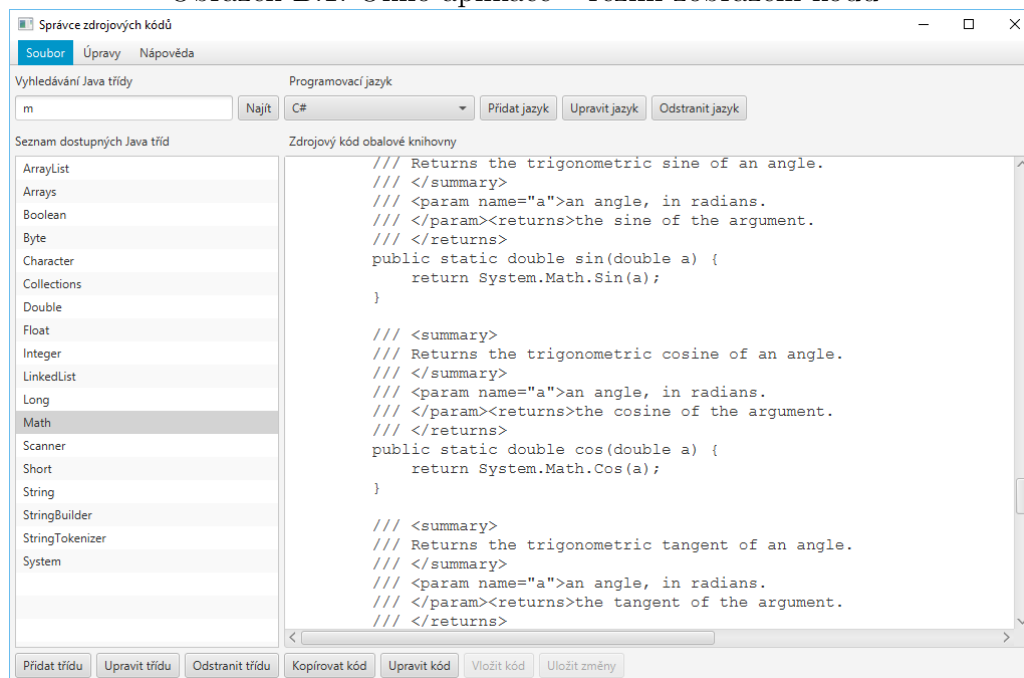 Správce zdrojových kódů
Soubor Úpravy Nápověda
Vyhledávání Java třídy
Programovací jazyk
m
Najít
C#
Přidat jazyk
Upravit jazyk
Odstranit jazyk
Seznam dostupných Java tříd
Zdrojový kód obalové knihovny
ArrayList
Arrays
Boolean
Byte
Character
Collections
Double
Float
Integer
LinkedList
Long
Math
Scanner
Short
String
StringBuilder
StringTokenizer
System
/// Returns the trigonometric sine of an angle.
/// </summary>
/// <param name="a">an angle, in radians.
/// </param><returns>the sine of the argument.
/// </returns>
public static double sin(double a) {
return System.Math.Sin(a);
}
/// <summary>
/// Returns the trigonometric cosine of an angle.
/// </summary>
/// <param name="a">an angle, in radians.
/// </param><returns>the cosine of the argument.
/// </returns>
public static double cos(double a) {
return System.Math.Cos(a);
}
/// <summary>
/// Returns the trigonometric tangent of an angle.
/// </summary>
/// <param name="a">an angle, in radians.
/// </param><returns>the tangent of the argument.
/// </returns>
Přidat třídu
Upravit třídu
Odstranit třídu
Kopírovat kód
Upravit kód
Vložit kód
Uložit změny